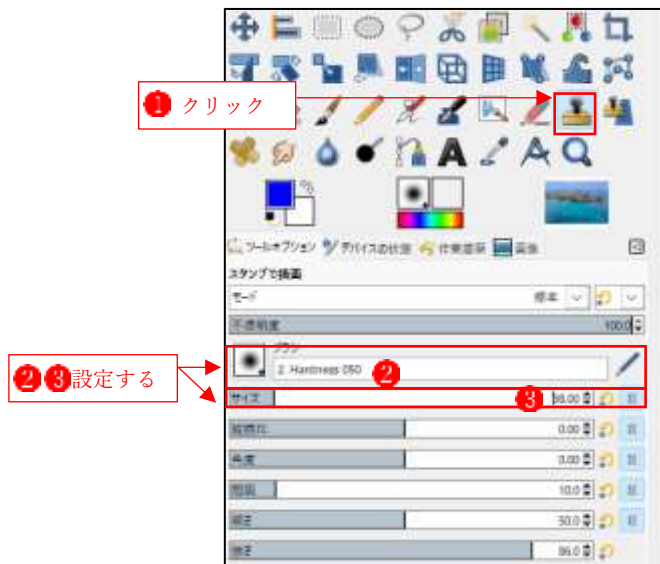 ❶ クリック
ツールオプション デバイスの状態 作業履歴 画像
スタンプで描画
モード 標準
不透明度 100.0
ブラシ
2. Hardness 050 ❷
❷❸設定する
サイズ ❸ 36.00
縦横比 0.00
角度 0.00
間隔 10.0
硬さ 50.0
強さ